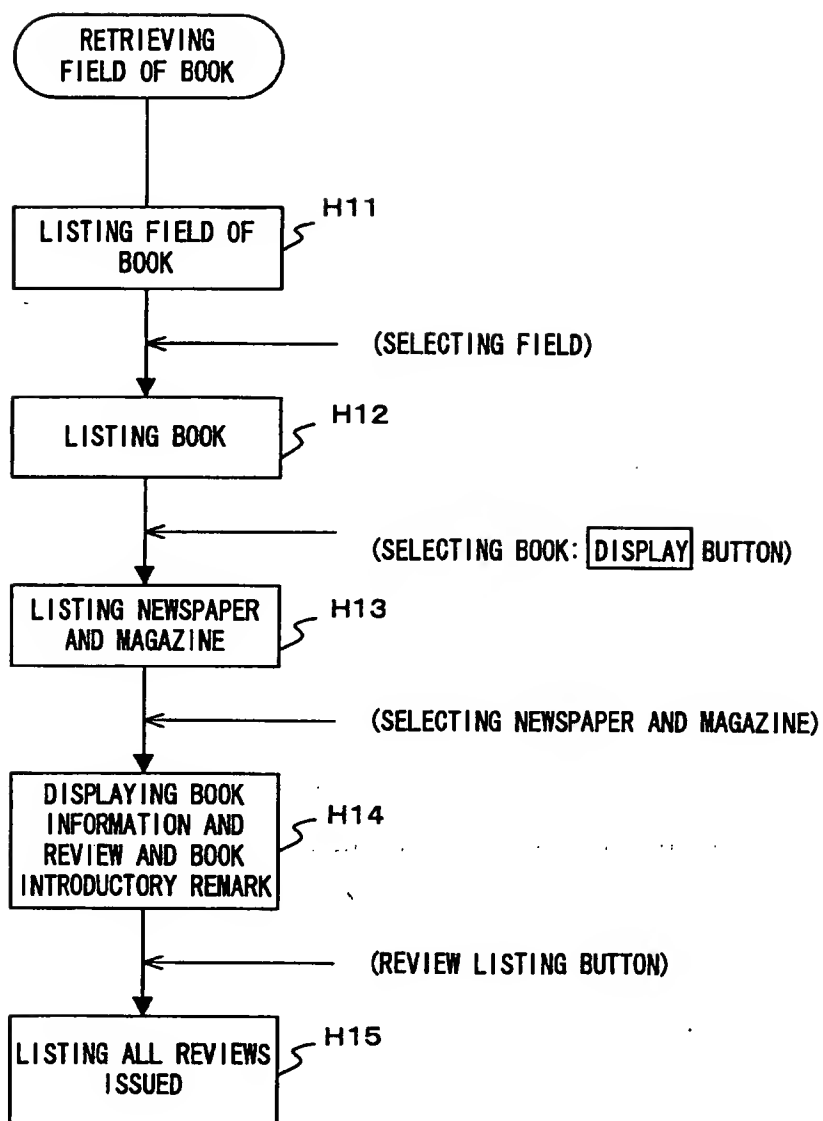 RETRIEVING
FIELD OF BOOK
H11
LISTING FIELD OF
BOOK
(SELECTING FIELD)
H12
LISTING BOOK
(SELECTING BOOK: DISPLAY BUTTON)
H13
LISTING NEWSPAPER
AND MAGAZINE
(SELECTING NEWSPAPER AND MAGAZINE)
DISPLAYING BOOK
INFORMATION AND
REVIEW AND BOOK
INTRODUCTORY REMARK
H14
(REVIEW LISTING BUTTON)
H15
LISTING ALL REVIEWS
ISSUED